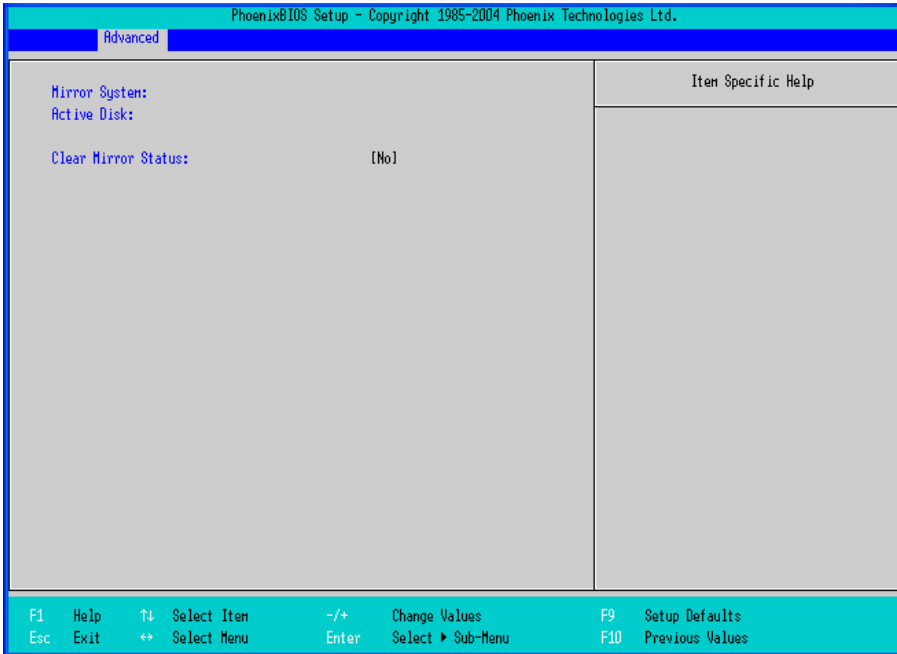 PhoenixBIOS Setup - Copyright 1985-2004 Phoenix Technologies Ltd.
Advanced
Mirror System:
Active Disk:
Clear Mirror Status: [No]
Item Specific Help
F1 Help ↑↓ Select Item -/+ Change Values F9 Setup Defaults
Esc Exit ↔ Select Menu Enter Select ▶ Sub-Menu F10 Previous Values